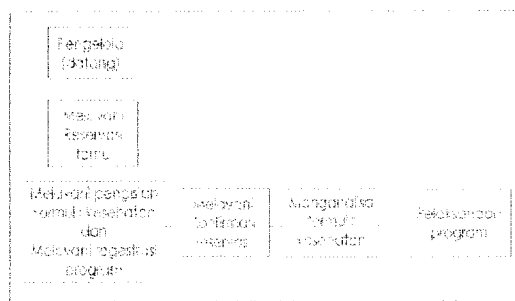 Pengelola
(datang)
Melayani
Reservasi
tamu
Melayani pengisian
formulir kesehatan
dan
Melayani registrasi
program
Melayani
konfirmasi
reservasi
Menganalisa
formulir
kesehatan
Pelaksanaan
program